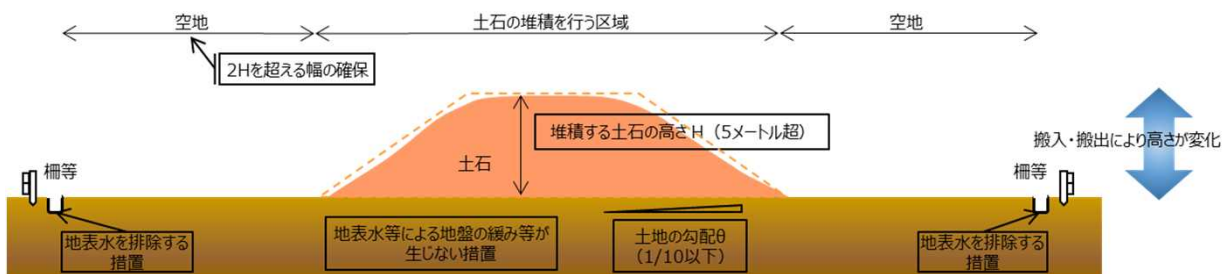 空地
土石の堆積を行う区域
空地
2Hを超える幅の確保
堆積する土石の高さH（5メートル超）
搬入・搬出により高さが変化
土石
柵等
柵等
地表水を排除する
措置
地表水等による地盤の緩み等が
生じない措置
土地の勾配θ
（1/10以下）
地表水を排除する
措置